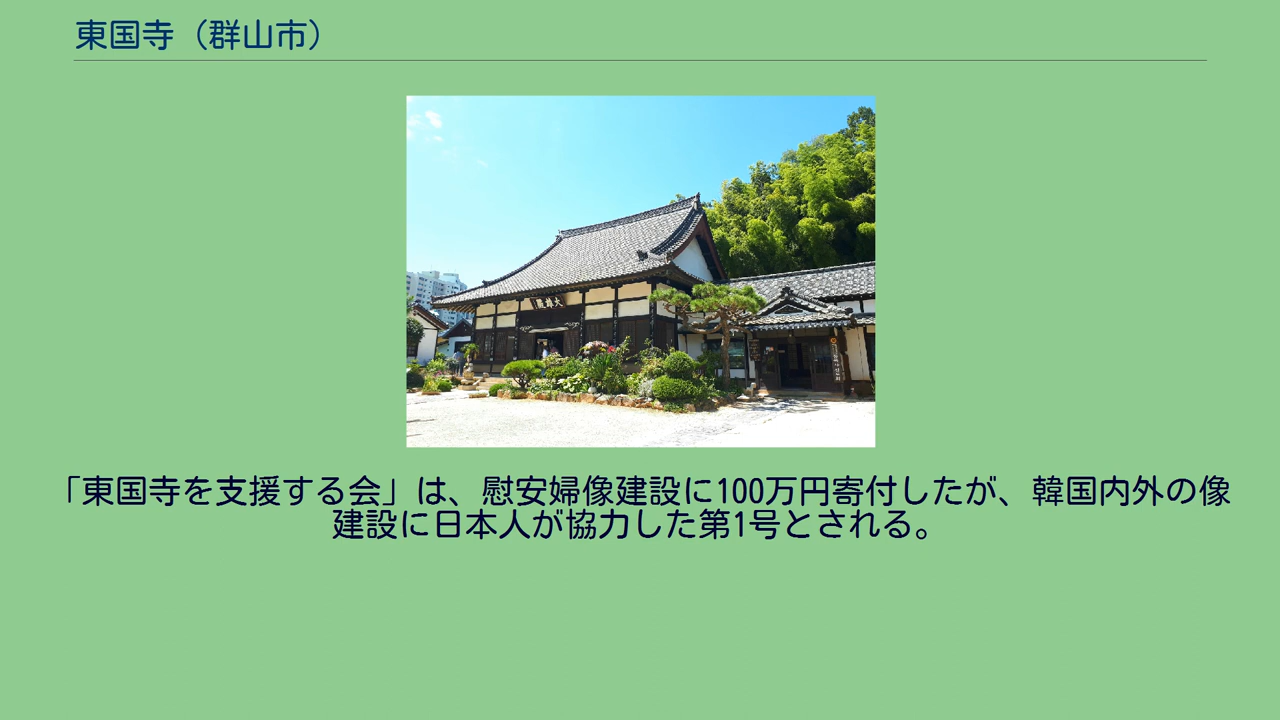 東国寺（群山市）
「東国寺を支援する会」は、慰安婦像建設に100万円寄付したが、韓国内外の像
建設に日本人が協力した第1号とされる。